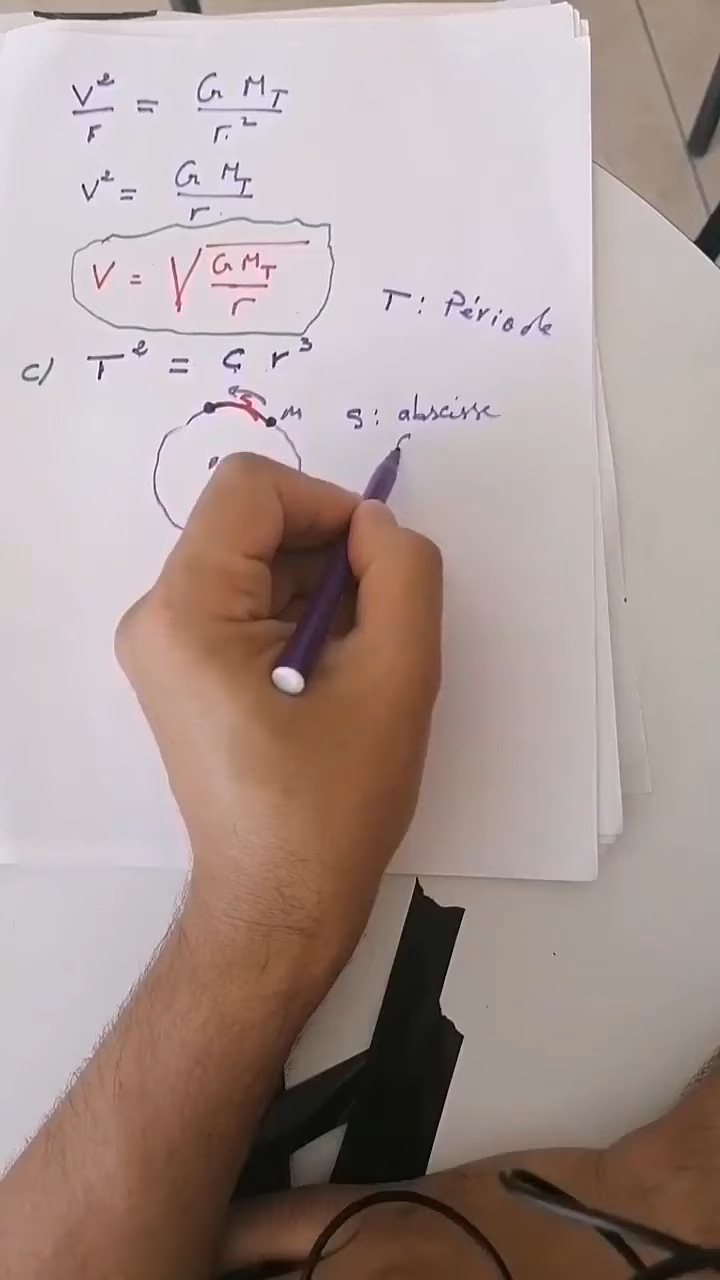 V²/r = G M_T/r²
V² = G M_T/r
V = √(G M_T/r)
T : Période
c/ T² = C r³
S M
s : abscisse
c